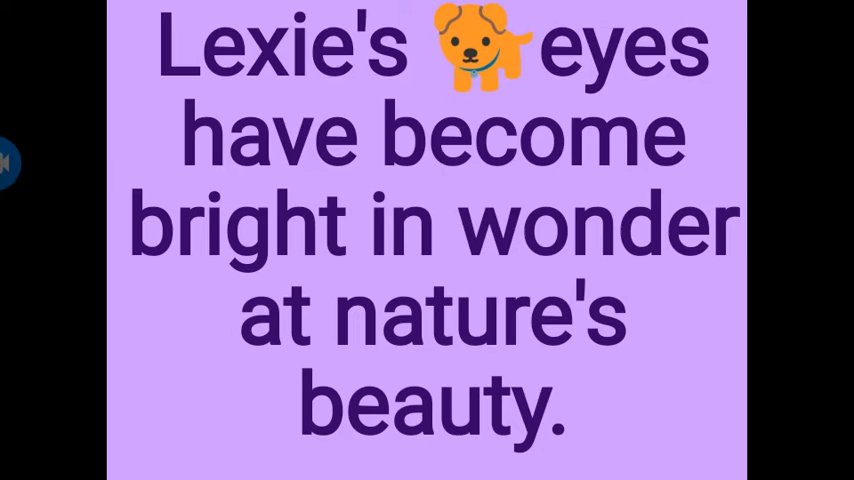 Lexie's 🐕eyes
have become
bright in wonder
at nature's
beauty.